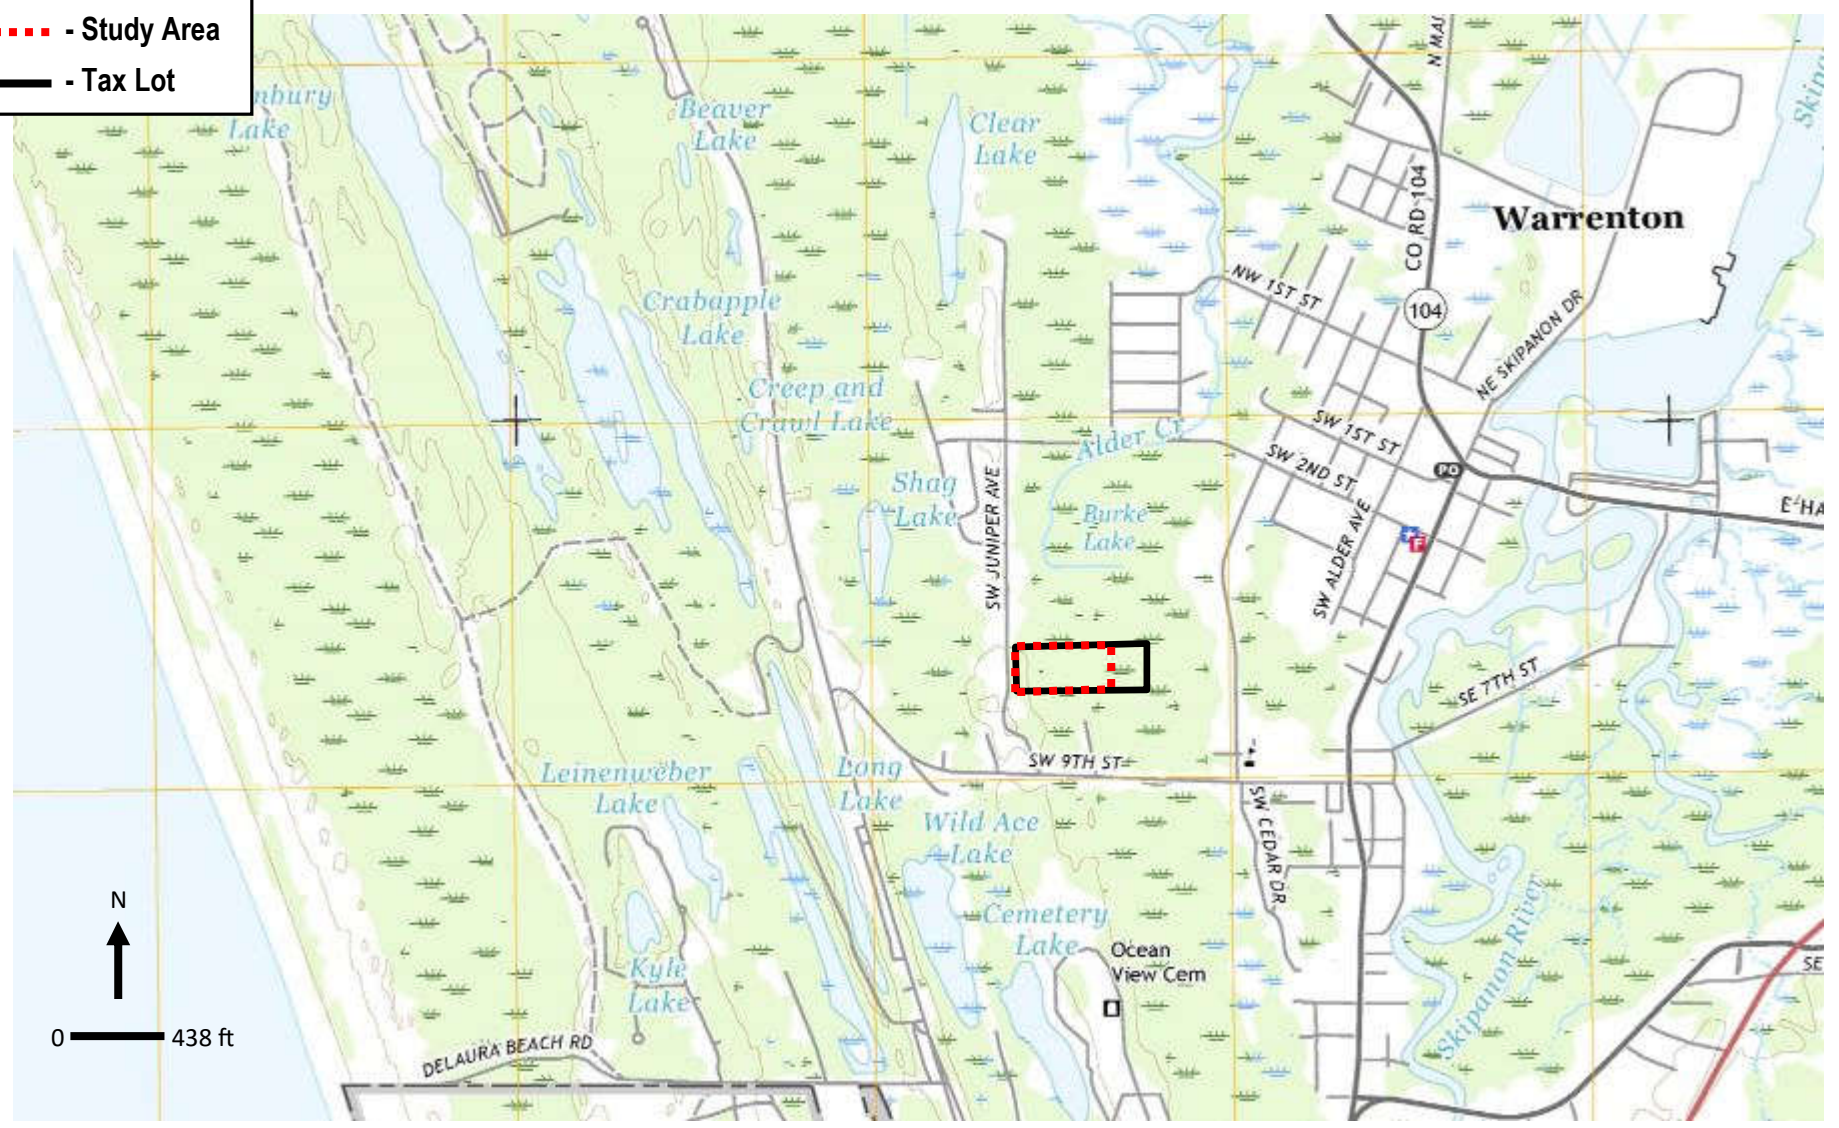 - Study Area
- Tax Lot
nbury
Lake
Beaver
Lake
Clear
Lake
N MAI
Skip
CO RD 104
Warrenton
NW 1ST ST
104
NE SKIPANON DR
Crabapple
Lake
Creep and
Crawl Lake
SW 1ST ST
Alder Cr
SW 2ND ST
PO
Shag
Lake
SW JUNIPER AVE
Burke
Lake
SW ALDER AVE
F
E HA
SE 7TH ST
SW 9TH ST
Leinenweber
Lake
Long
Lake
Wild Ace
Lake
SW CEDAR DR
Cemetery
Lake
Ocean
View Cem
Kyle
Lake
Skipanon River
SE
N
0
438 ft
DELAURA BEACH RD